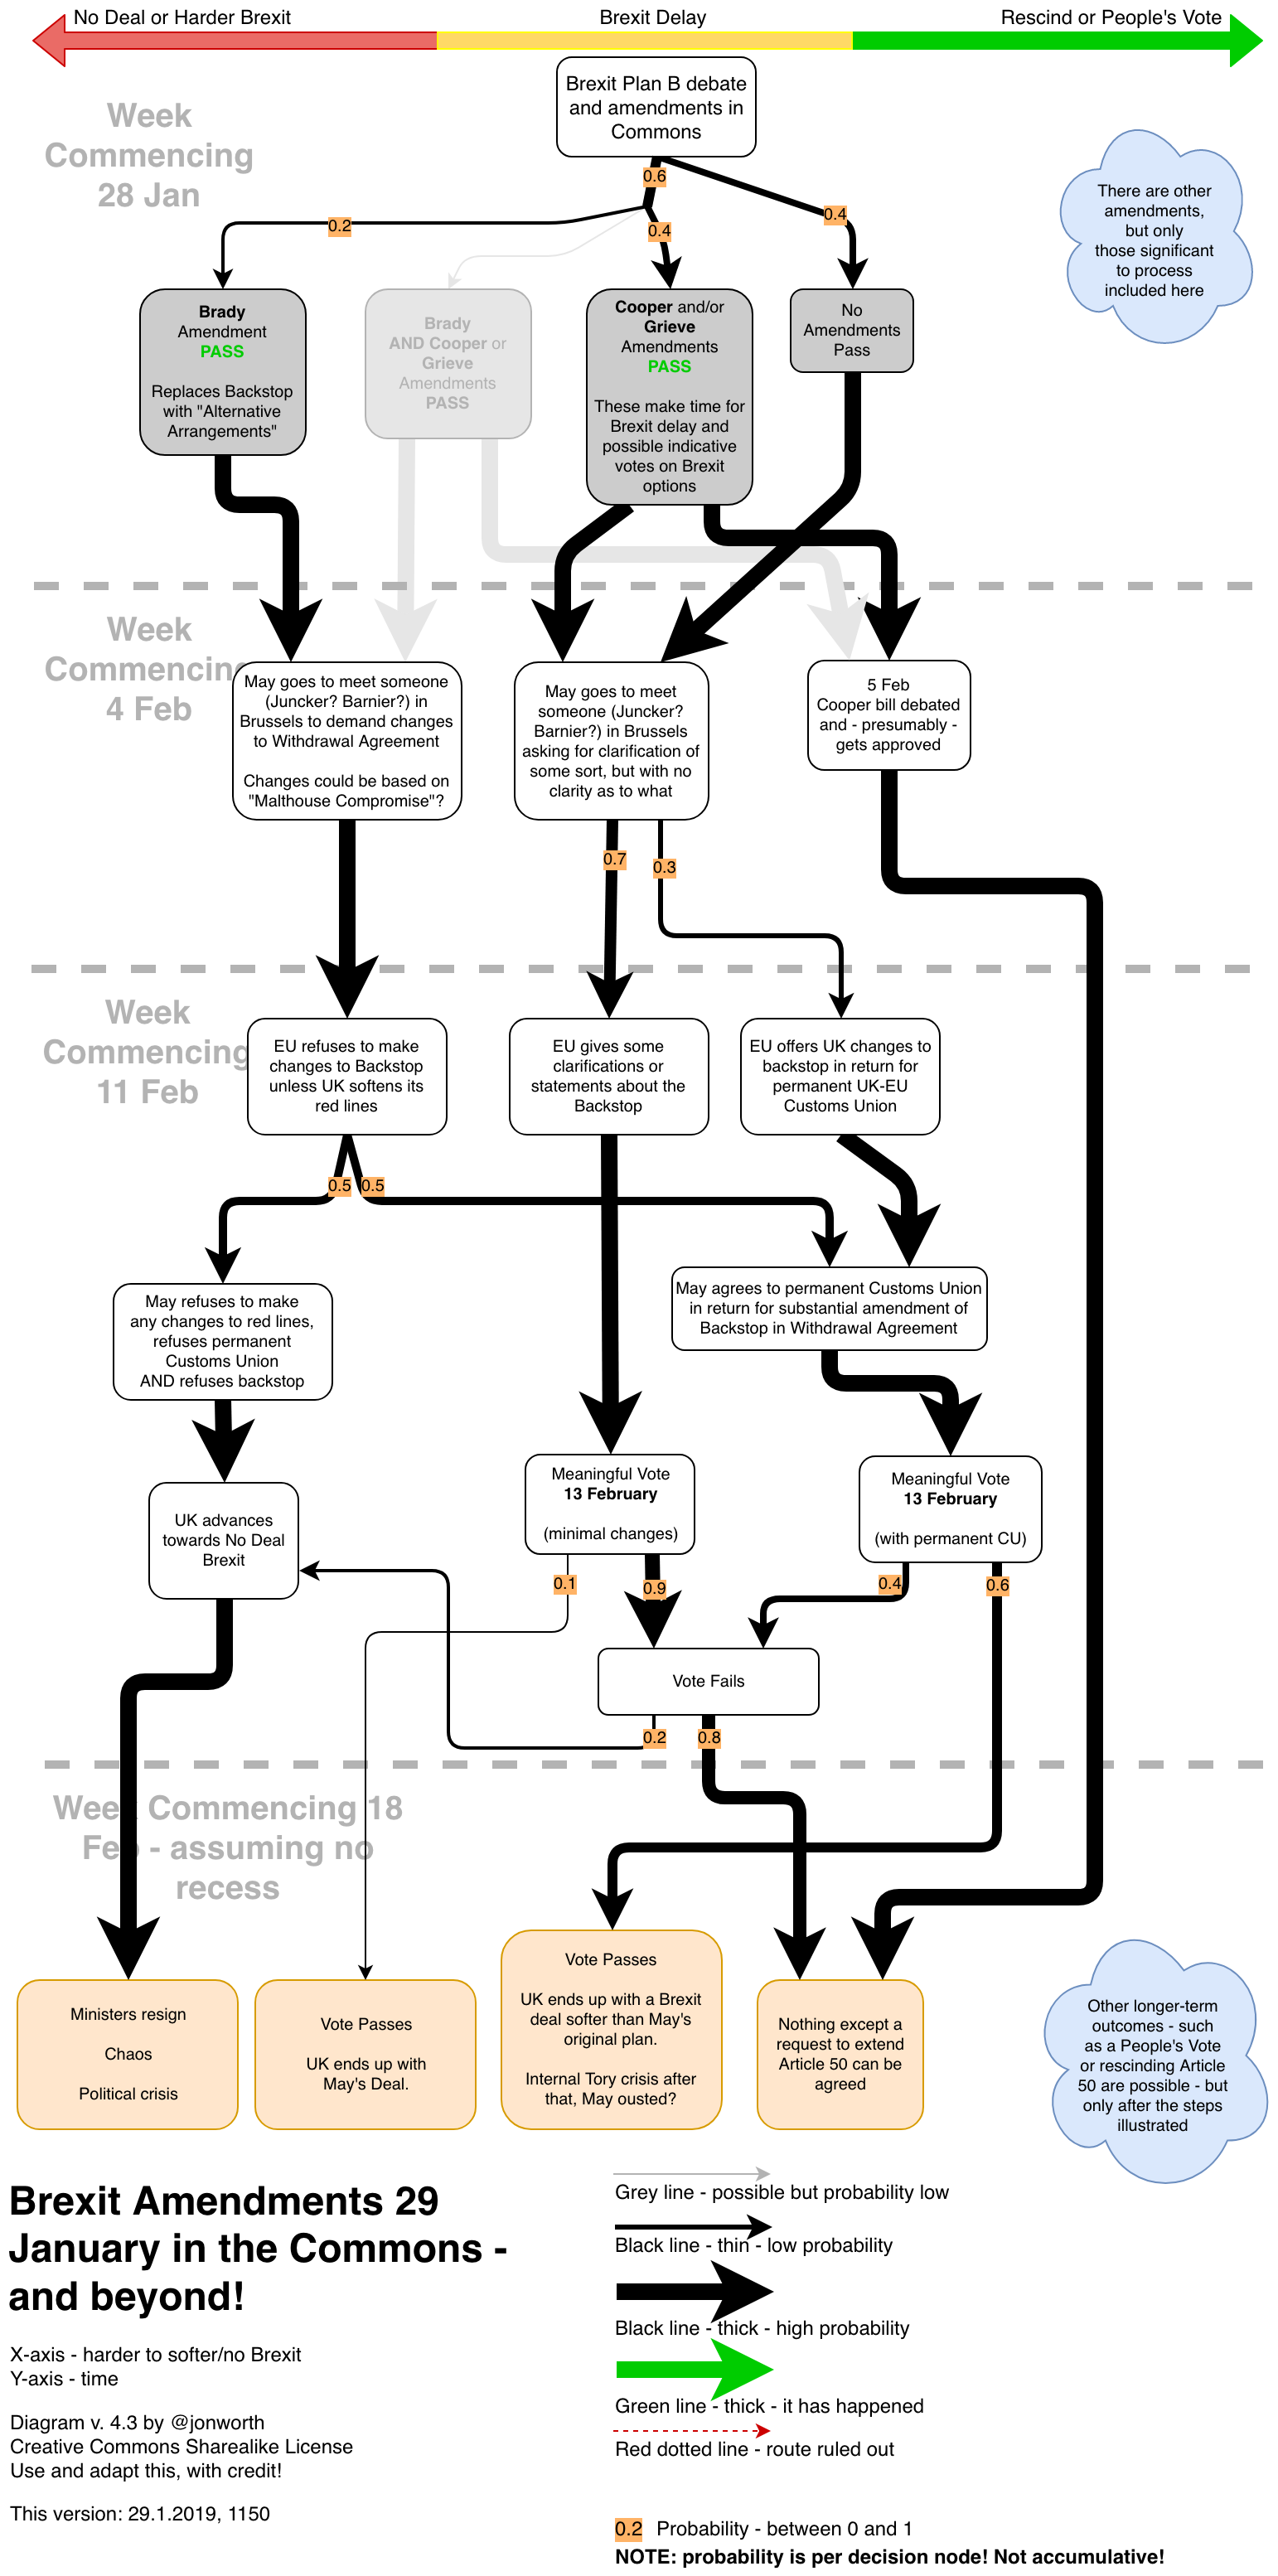 No Deal or Harder Brexit
Brexit Delay
Rescind or People's Vote
Brexit Plan B debate
and amendments in
Commons
Week
Commencing
28 Jan
There are other
amendments,
but only
those significant
to process
included here
0.6
0.2
0.4
0.4
Brady
Amendment
PASS
Replaces Backstop
with "Alternative
Arrangements"
Brady
AND Cooper or
Grieve
Amendments
PASS
Cooper and/or
Grieve
Amendments
PASS
These make time for
Brexit delay and
possible indicative
votes on Brexit
options
No
Amendments
Pass
Week
Commencing
4 Feb
May goes to meet someone
(Juncker? Barnier?) in
Brussels to demand changes
to Withdrawal Agreement
Changes could be based on
"Malthouse Compromise"?
May goes to meet
someone (Juncker?
Barnier?) in Brussels
asking for clarification of
some sort, but with no
clarity as to what
5 Feb
Cooper bill debated
and - presumably -
gets approved
0.7
0.3
Week
Commencing
11 Feb
EU refuses to make
changes to Backstop
unless UK softens its
red lines
EU gives some
clarifications or
statements about the
Backstop
EU offers UK changes to
backstop in return for
permanent UK-EU
Customs Union
0.5
0.5
May refuses to make
any changes to red lines,
refuses permanent
Customs Union
AND refuses backstop
May agrees to permanent Customs Union
in return for substantial amendment of
Backstop in Withdrawal Agreement
UK advances
towards No Deal
Brexit
Meaningful Vote
13 February
(minimal changes)
Meaningful Vote
13 February
(with permanent CU)
0.1
0.9
0.4
0.6
Vote Fails
0.2
0.8
Week Commencing 18
Feb - assuming no
recess
Ministers resign
Chaos
Political crisis
Vote Passes
UK ends up with
May's Deal.
Vote Passes
UK ends up with a Brexit
deal softer than May's
original plan.
Internal Tory crisis after
that, May ousted?
Nothing except a
request to extend
Article 50 can be
agreed
Other longer-term
outcomes - such
as a People's Vote
or rescinding Article
50 are possible - but
only after the steps
illustrated
Brexit Amendments 29
January in the Commons -
and beyond!
X-axis - harder to softer/no Brexit
Y-axis - time
Diagram v. 4.3 by @jonworth
Creative Commons Sharealike License
Use and adapt this, with credit!
This version: 29.1.2019, 1150
Grey line - possible but probability low
Black line - thin - low probability
Black line - thick - high probability
Green line - thick - it has happened
Red dotted line - route ruled out
0.2 Probability - between 0 and 1
NOTE: probability is per decision node! Not accumulative!